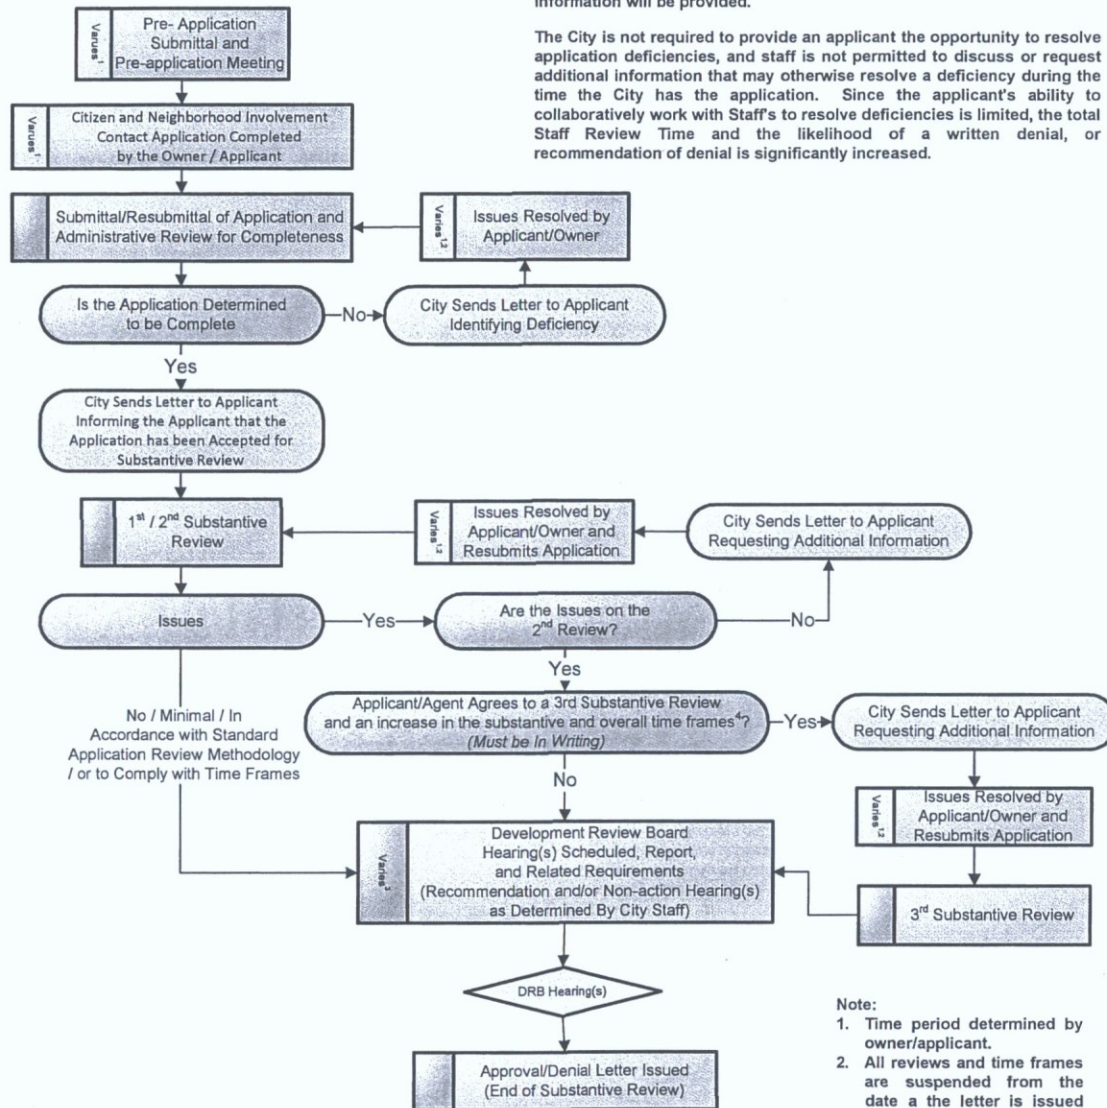 information will be provided.
The City is not required to provide an applicant the opportunity to resolve
application deficiencies, and staff is not permitted to discuss or request
additional information that may otherwise resolve a deficiency during the
time the City has the application. Since the applicant's ability to
collaboratively work with Staff's to resolve deficiencies is limited, the total
Staff Review Time and the likelihood of a written denial, or
recommendation of denial is significantly increased.
Varies¹
Pre- Application
Submittal and
Pre-application Meeting
Varies¹
Citizen and Neighborhood Involvement
Contact Application Completed
by the Owner / Applicant
Submittal/Resubmittal of Application and
Administrative Review for Completeness
Varies¹,²
Issues Resolved by
Applicant/Owner
Is the Application Determined
to be Complete
No
City Sends Letter to Applicant
Identifying Deficiency
Yes
City Sends Letter to Applicant
Informing the Applicant that the
Application has been Accepted for
Substantive Review
1st / 2nd Substantive
Review
Varies¹,²
Issues Resolved by
Applicant/Owner and
Resubmits Application
City Sends Letter to Applicant
Requesting Additional Information
Issues
Yes
Are the Issues on the
2nd Review?
No
Yes
No / Minimal / In
Accordance with Standard
Application Review Methodology
/ or to Comply with Time Frames
Applicant/Agent Agrees to a 3rd Substantive Review
and an increase in the substantive and overall time frames⁴?
(Must be In Writing)
Yes
City Sends Letter to Applicant
Requesting Additional Information
No
Varies¹,²
Issues Resolved by
Applicant/Owner and
Resubmits Application
Varies³
Development Review Board
Hearing(s) Scheduled, Report,
and Related Requirements
(Recommendation and/or Non-action Hearing(s)
as Determined By City Staff)
3rd Substantive Review
DRB Hearing(s)
Approval/Denial Letter Issued
(End of Substantive Review)
Note:
1. Time period determined by
owner/applicant.
2. All reviews and time frames
are suspended from the
date a the letter is issued